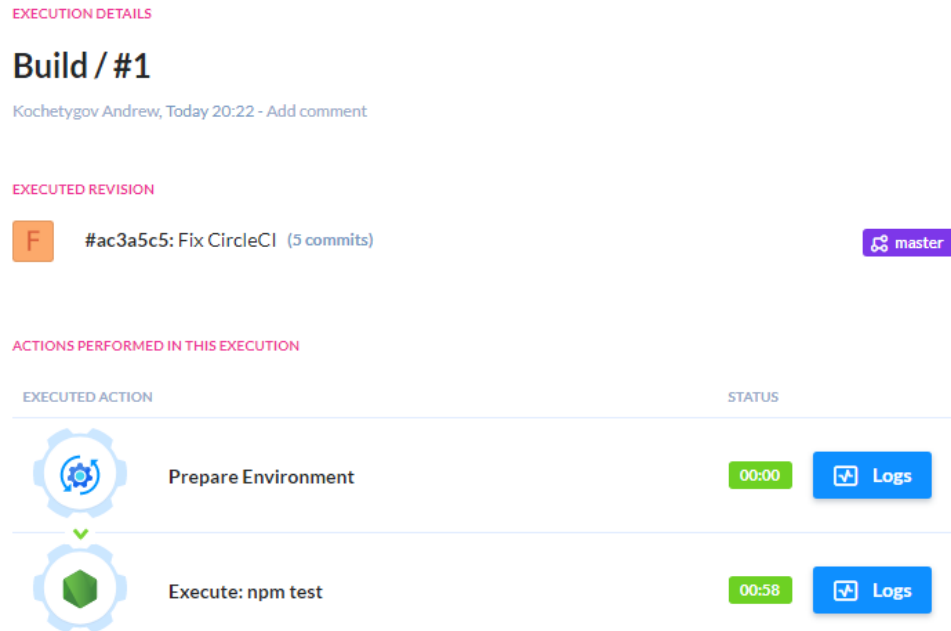 EXECUTION DETAILS
Build / #1
Kochetygov Andrew, Today 20:22 - Add comment
EXECUTED REVISION
F #ac3a5c5: Fix CircleCI (5 commits) master
ACTIONS PERFORMED IN THIS EXECUTION
EXECUTED ACTION STATUS
Prepare Environment 00:00 Logs
Execute: npm test 00:58 Logs